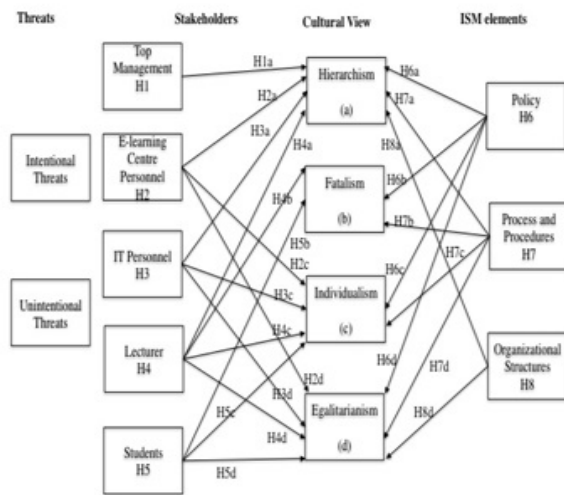 Threats
Stakeholders
Cultural View
ISM elements
Top
Management
H1
E-learning
Centre
Personnel
H2
IT Personnel
H3
Lecturer
H4
Students
H5
Intentional
Threats
Unintentional
Threats
Hierarchism
(a)
Fatalism
(b)
Individualism
(c)
Egalitarianism
(d)
Policy
H6
Process and
Procedures
H7
Organizational
Structures
H8
H1a
H2a
H3a
H4a
H4b
H5b
H2c
H3c
H4c
H2d
H3d
H5c
H4d
H5d
H6a
H7a
H8a
H6b
H7b
H7c
H6c
H6d
H7d
H8d